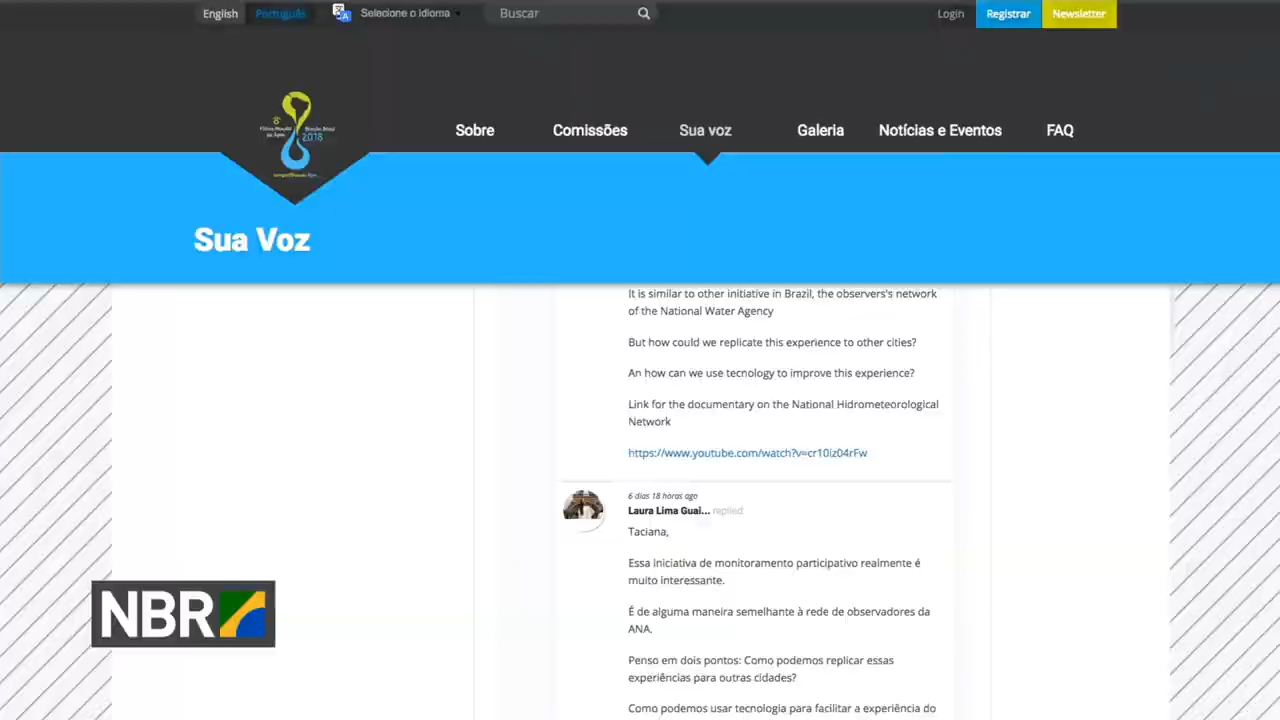 English Português Selecione o Idioma Buscar Login Registrar Newsletter
8º
2018
Sobre Comissões Sua voz Galeria Notícias e Eventos FAQ
Sua Voz
It is similar to other initiative in Brazil, the observers's network
of the National Water Agency
But how could we replicate this experience to other cities?
An how can we use tecnology to improve this experience?
Link for the documentary on the National Hidrometeorological
Network
https://www.youtube.com/watch?v=cr10iz04rFw
6 dias 18 horas ago
Laura Lima Guai... replied:
Taciana,
Essa iniciativa de monitoramento participativo realmente é
muito interessante.
É de alguma maneira semelhante à rede de observadores da
ANA.
Penso em dois pontos: Como podemos replicar essas
experiências para outras cidades?
Como podemos usar tecnologia para facilitar a experiência do
NBR